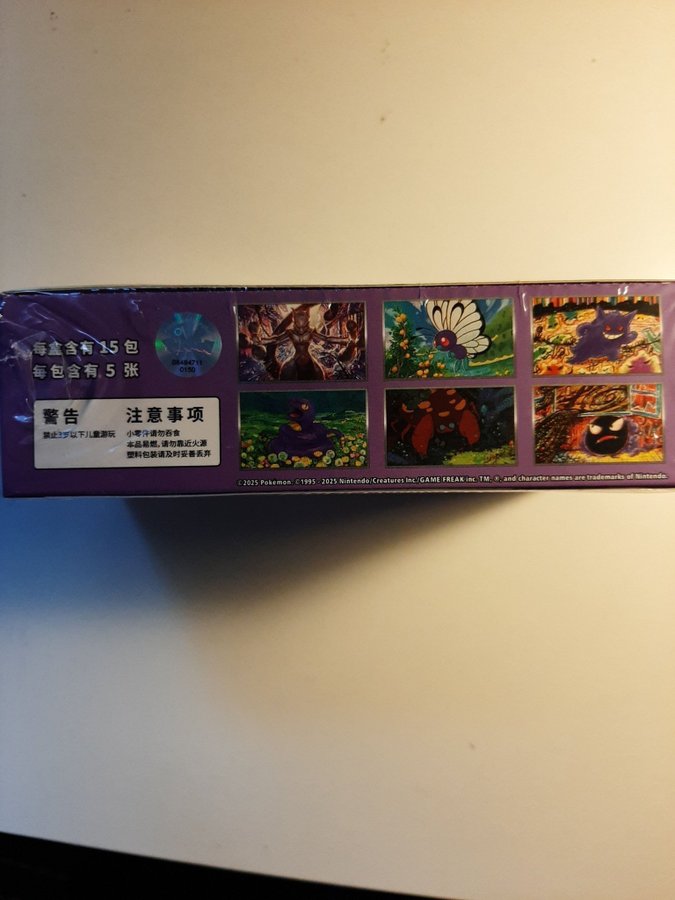 每盒含有 15 包
每包含有 5 张
08494711
0150
警告
禁止3岁以下儿童游玩
注意事项
小零件请勿吞食
本品易燃,请勿靠近火源
塑料包装请及时妥善丢弃
©2025 Pokémon. ©1995 - 2025 Nintendo/Creatures Inc./GAME FREAK inc. TM, ®, and character names are trademarks of Nintendo.